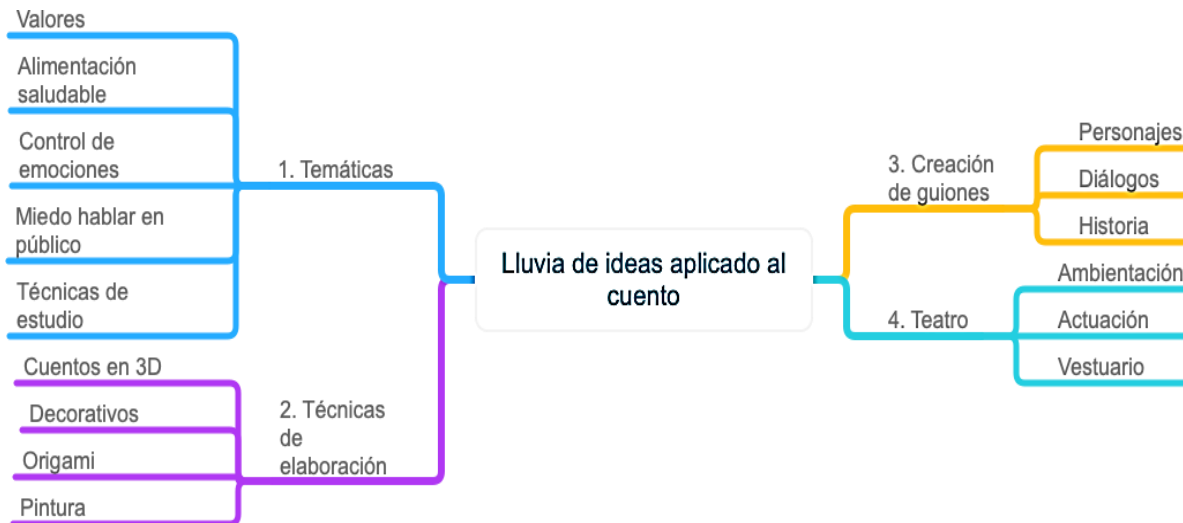 Lluvia de ideas aplicado al
cuento
1. Temáticas
Valores
Alimentación
saludable
Control de
emociones
Miedo hablar en
público
Técnicas de
estudio
2. Técnicas
de
elaboración
Cuentos en 3D
Decorativos
Origami
Pintura
3. Creación
de guiones
Personajes
Diálogos
Historia
4. Teatro
Ambientación
Actuación
Vestuario